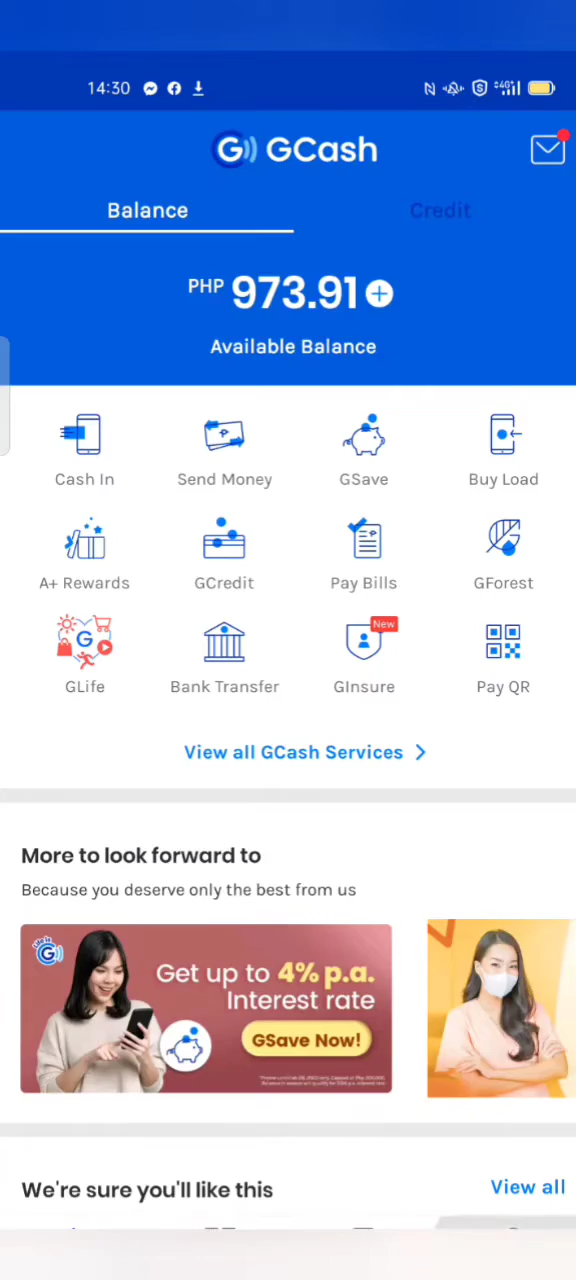 14:30
4G+
GCash
Balance
Credit
PHP 973.91
Available Balance
Cash In
Send Money
GSave
Buy Load
A+ Rewards
GCredit
Pay Bills
GForest
New
GLife
Bank Transfer
GInsure
Pay QR
View all GCash Services
More to look forward to
Because you deserve only the best from us
Get up to 4% p.a.
Interest rate
GSave Now!
We're sure you'll like this
View all